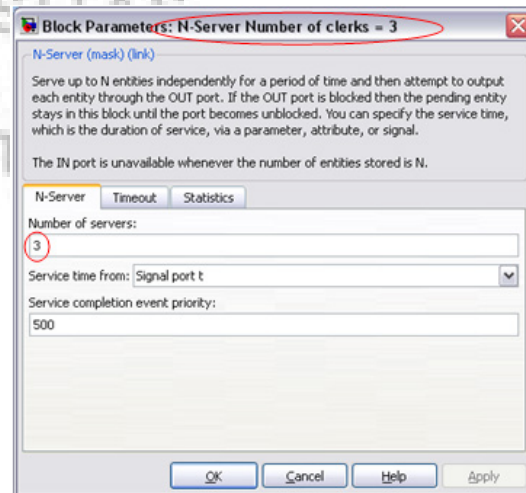 Block Parameters: N-Server Number of clerks = 3
N-Server (mask) (link)
Serve up to N entities independently for a period of time and then attempt to output
each entity through the OUT port. If the OUT port is blocked then the pending entity
stays in this block until the port becomes unblocked. You can specify the service time,
which is the duration of service, via a parameter, attribute, or signal.
The IN port is unavailable whenever the number of entities stored is N.
N-Server Timeout Statistics
Number of servers:
3
Service time from: Signal port t
Service completion event priority:
500
OK Cancel Help Apply